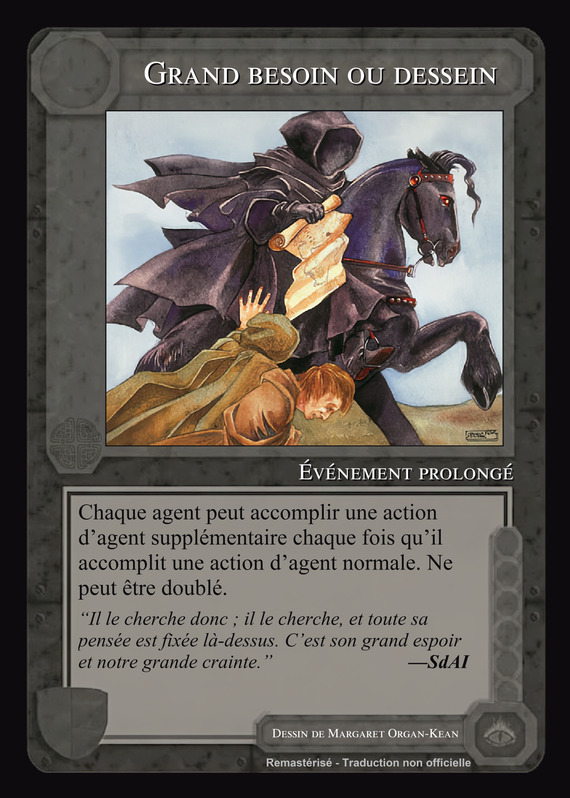 Grand besoin ou dessein
Événement prolongé
Chaque agent peut accomplir une action
d'agent supplémentaire chaque fois qu'il
accomplit une action d'agent normale. Ne
peut être doublé.
“Il le cherche donc ; il le cherche, et toute sa
pensée est fixée là-dessus. C'est son grand espoir
et notre grande crainte.” —SdAI
Dessin de Margaret Organ-Kean
Remastérisé - Traduction non officielle